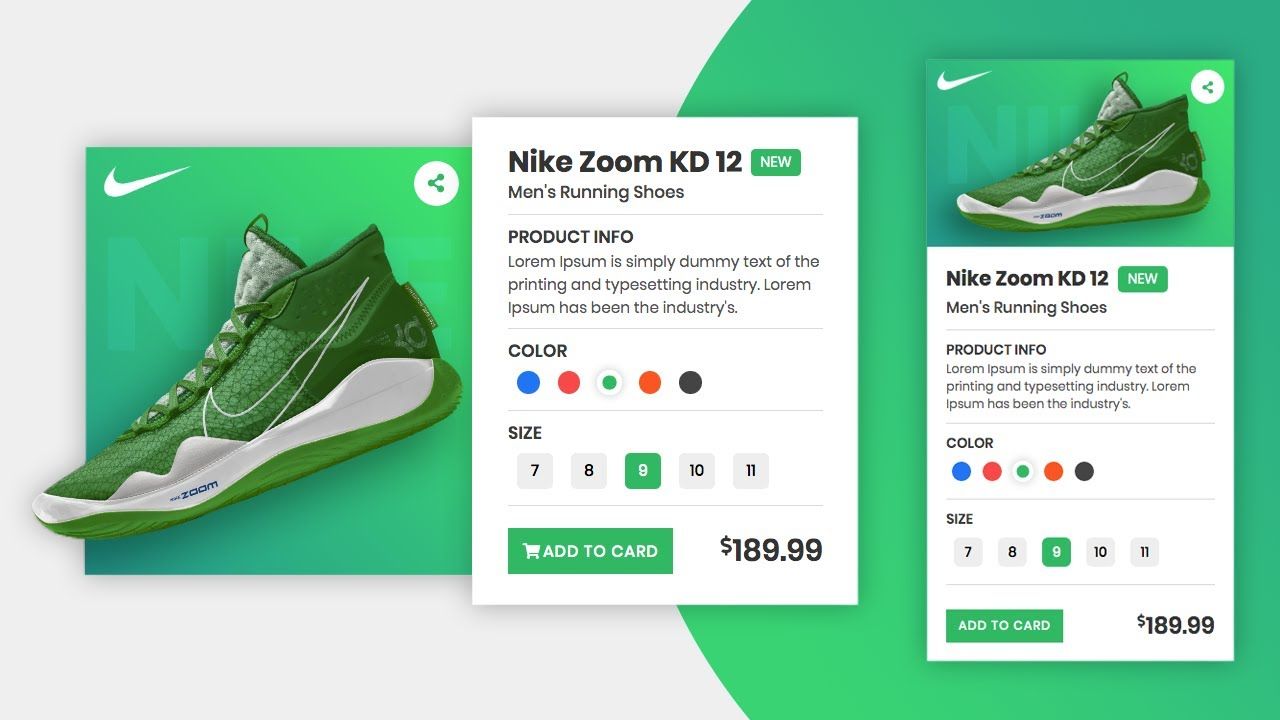 NIKE
ZOOM
Nike Zoom KD 12 NEW
Men's Running Shoes
PRODUCT INFO
Lorem Ipsum is simply dummy text of the
printing and typesetting industry. Lorem
Ipsum has been the industry's.
COLOR
SIZE
7 8 9 10 11
ADD TO CARD $189.99
NI
ZOOM
Nike Zoom KD 12 NEW
Men's Running Shoes
PRODUCT INFO
Lorem Ipsum is simply dummy text of the
printing and typesetting industry. Lorem
Ipsum has been the industry's.
COLOR
SIZE
7 8 9 10 11
ADD TO CARD $189.99